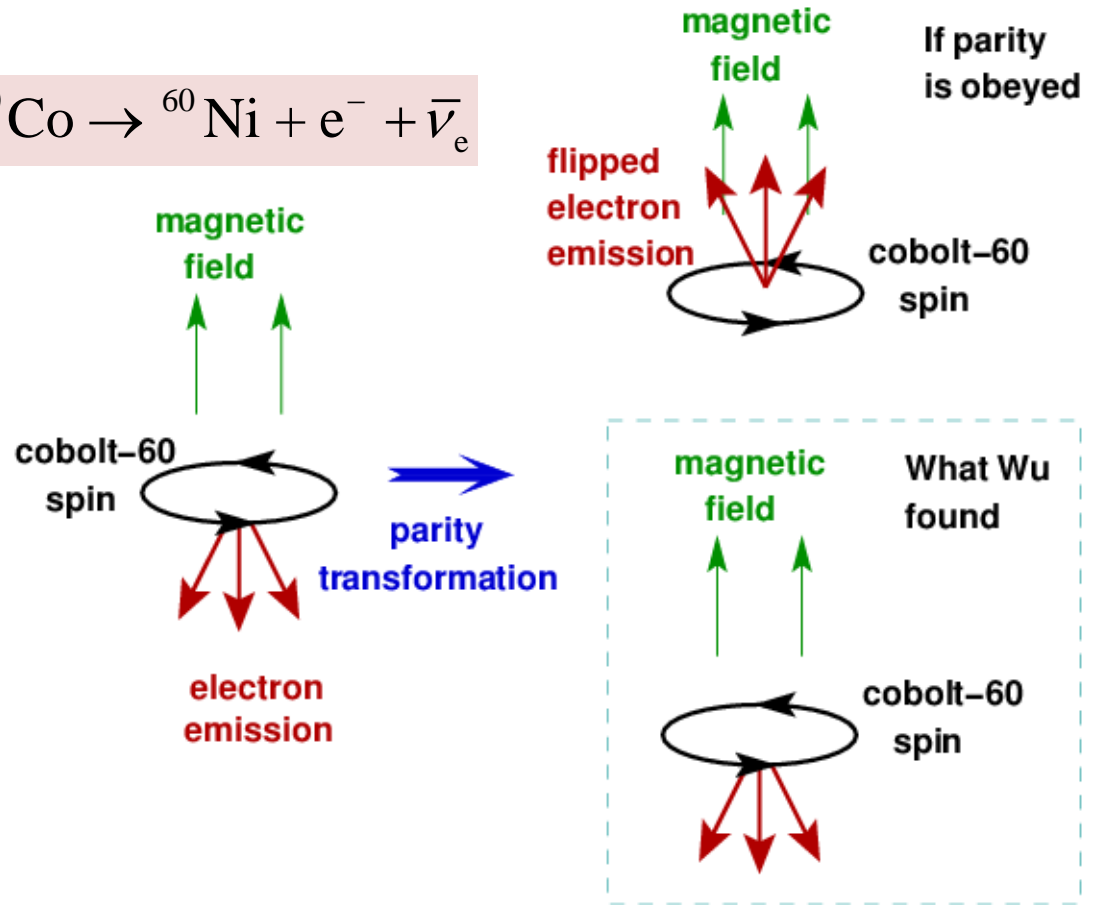 Co → ⁶⁰Ni + e⁻ + ν̄ₑ
magnetic
field
cobolt–60
spin
electron
emission
parity
transformation
magnetic
field
If parity
is obeyed
flipped
electron
emission
cobolt–60
spin
magnetic
field
What Wu
found
cobolt–60
spin